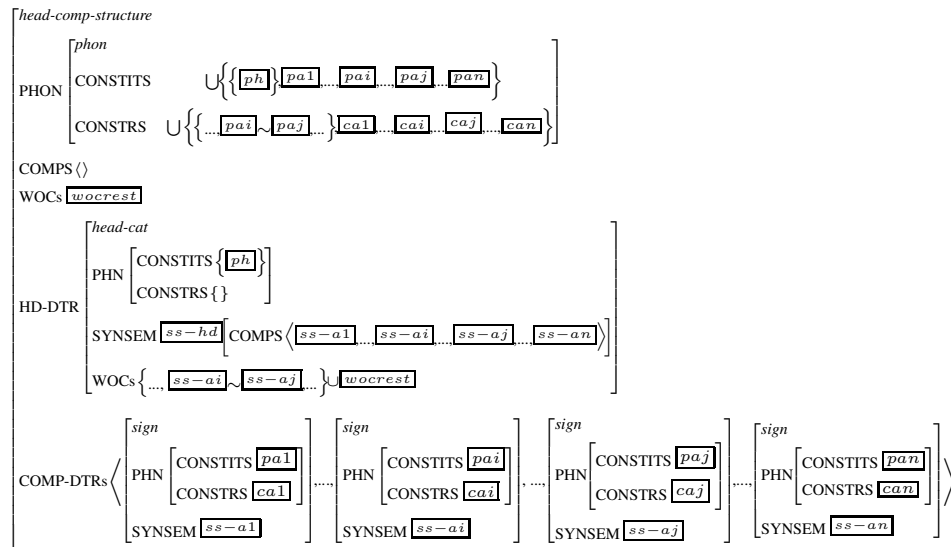 head-comp-structure
phon
CONSTITS ∪{{ph},pa1,...,pai,...,paj,...pan}
PHON
CONSTRS ∪{{...,pai∼paj,...},ca1,...,cai,...,caj,...,can}
COMPS⟨⟩
WOCs wocrest
head-cat
CONSTITS{ph}
PHN
CONSTRS{}
HD-DTR
SYNSEM ss-hd[COMPS⟨ss-a1,...,ss-ai,...,ss-aj,...,ss-an⟩]
WOCs{..., ss-ai∼ss-aj,...}∪wocrest
sign sign sign sign
CONSTITS pa1 CONSTITS pai CONSTITS paj CONSTITS pan
COMP-DTRs⟨ PHN ,..., PHN , ..., PHN ,..., PHN ⟩
CONSTRS ca1 CONSTRS cai CONSTRS caj CONSTRS can
SYNSEM ss-a1 SYNSEM ss-ai SYNSEM ss-aj SYNSEM ss-an